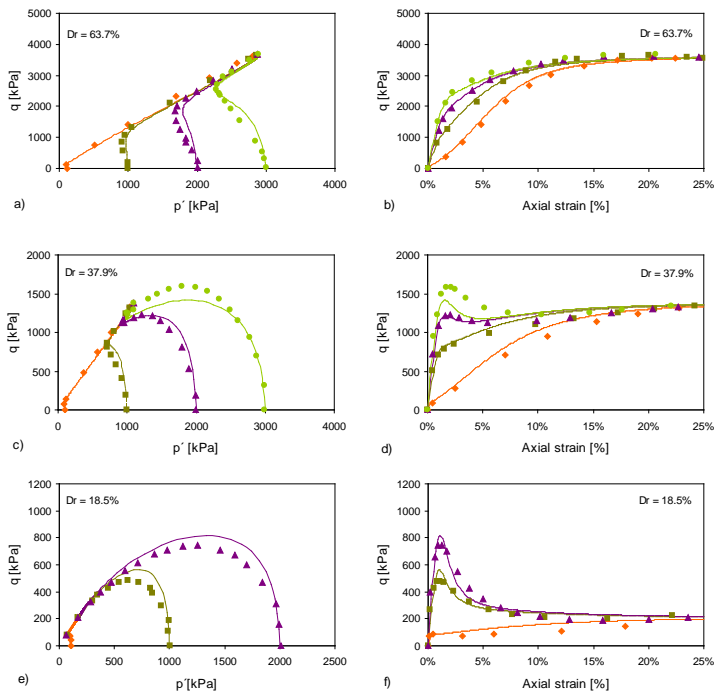 Dr = 63.7%
5000
4000
3000
2000
1000
0
q [kPa]
0 1000 2000 3000 4000
p´ [kPa]
a)
Dr = 63.7%
5000
4000
3000
2000
1000
0
q [kPa]
0% 5% 10% 15% 20% 25%
Axial strain [%]
b)
Dr = 37.9%
2000
1600
1200
800
400
0
q [kPa]
0 1000 2000 3000 4000
p´ [kPa]
c)
Dr = 37.9%
2000
1500
1000
500
0
q [kPa]
0% 5% 10% 15% 20% 25%
Axial strain [%]
d)
Dr = 18.5%
1200
1000
800
600
400
200
0
q [kPa]
0 500 1000 1500 2000 2500
p´[kPa]
e)
Dr = 18.5%
1200
1000
800
600
400
200
0
q [kPa]
0% 5% 10% 15% 20% 25%
Axial strain [%]
f)